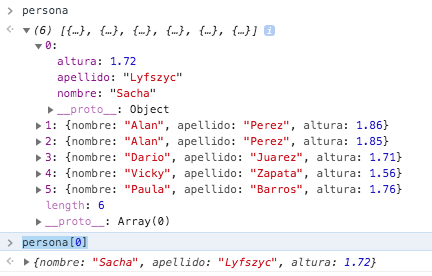 persona
(6) [{…}, {…}, {…}, {…}, {…}, {…}] i
0:
altura: 1.72
apellido: "Lyfszyc"
nombre: "Sacha"
__proto__: Object
1: {nombre: "Alan", apellido: "Perez", altura: 1.86}
2: {nombre: "Alan", apellido: "Perez", altura: 1.85}
3: {nombre: "Dario", apellido: "Juarez", altura: 1.71}
4: {nombre: "Vicky", apellido: "Zapata", altura: 1.56}
5: {nombre: "Paula", apellido: "Barros", altura: 1.76}
length: 6
__proto__: Array(0)
persona[0]
{nombre: "Sacha", apellido: "Lyfszyc", altura: 1.72}